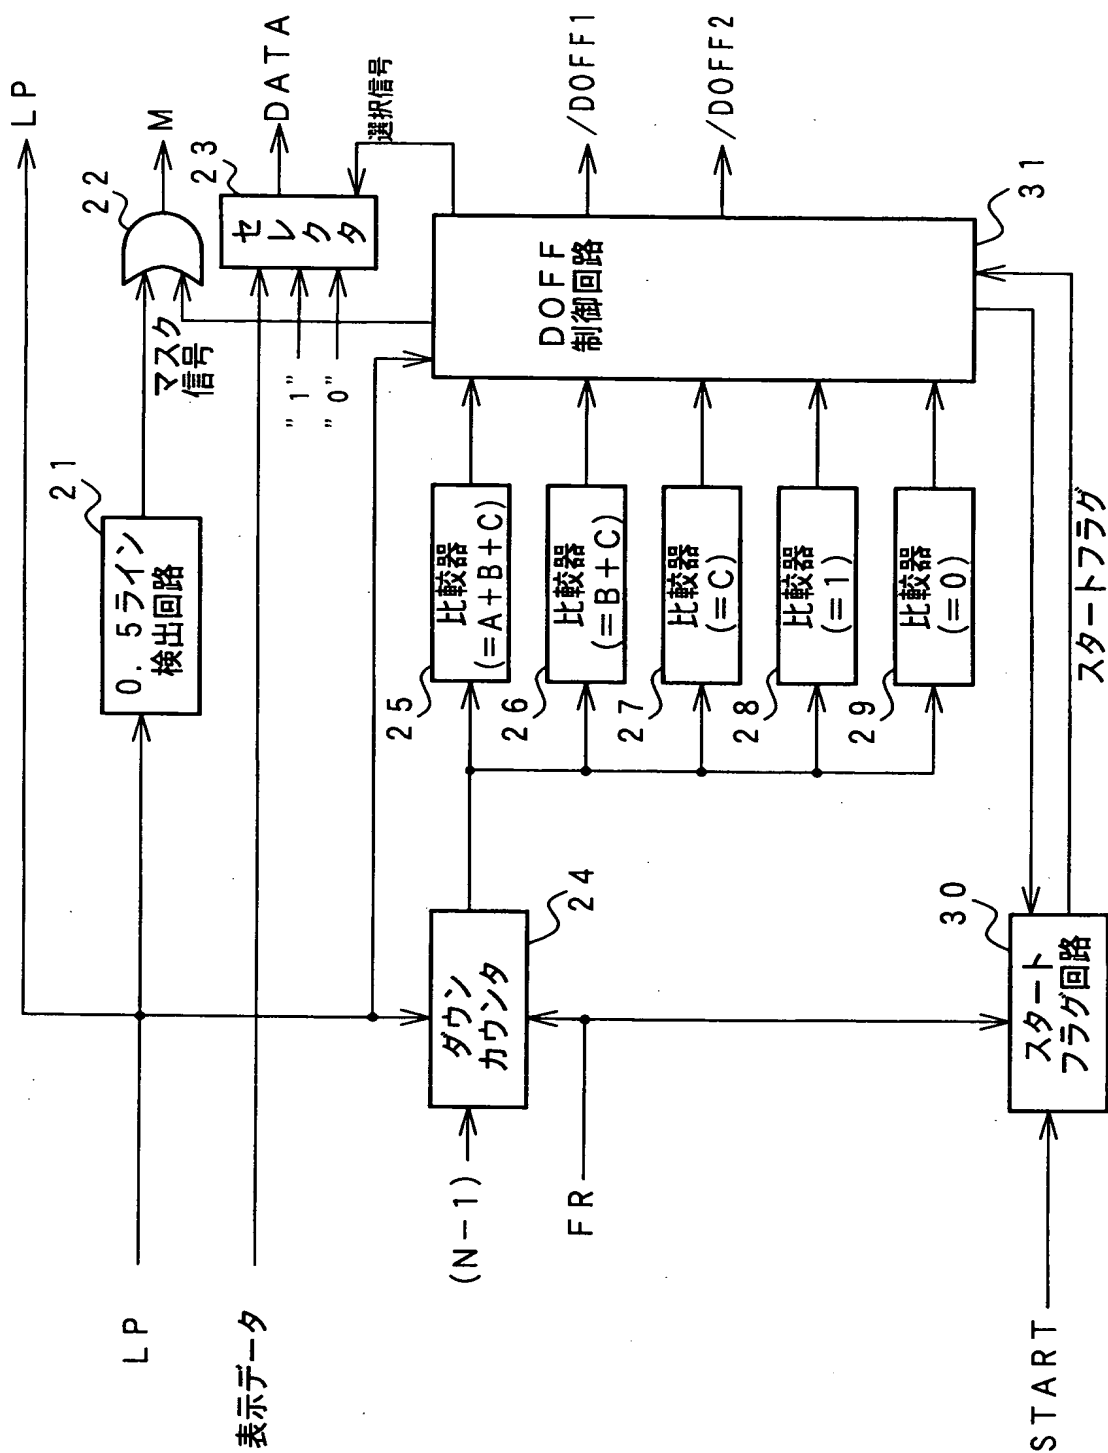 LP
表示データ
(N−1)
FR
START
21
0.5ライン
検出回路
マスク
信号
22
M
LP
23
セレクタ
DATA
"1"
"0"
選択信号
ダウン
カウンタ
24
25
比較器
(=A+B+C)
26
比較器
(=B+C)
27
比較器
(=C)
28
比較器
(=1)
29
比較器
(=0)
DOFF
制御回路
31
/DOFF1
/DOFF2
30
スタート
フラグ回路
スタートフラグ